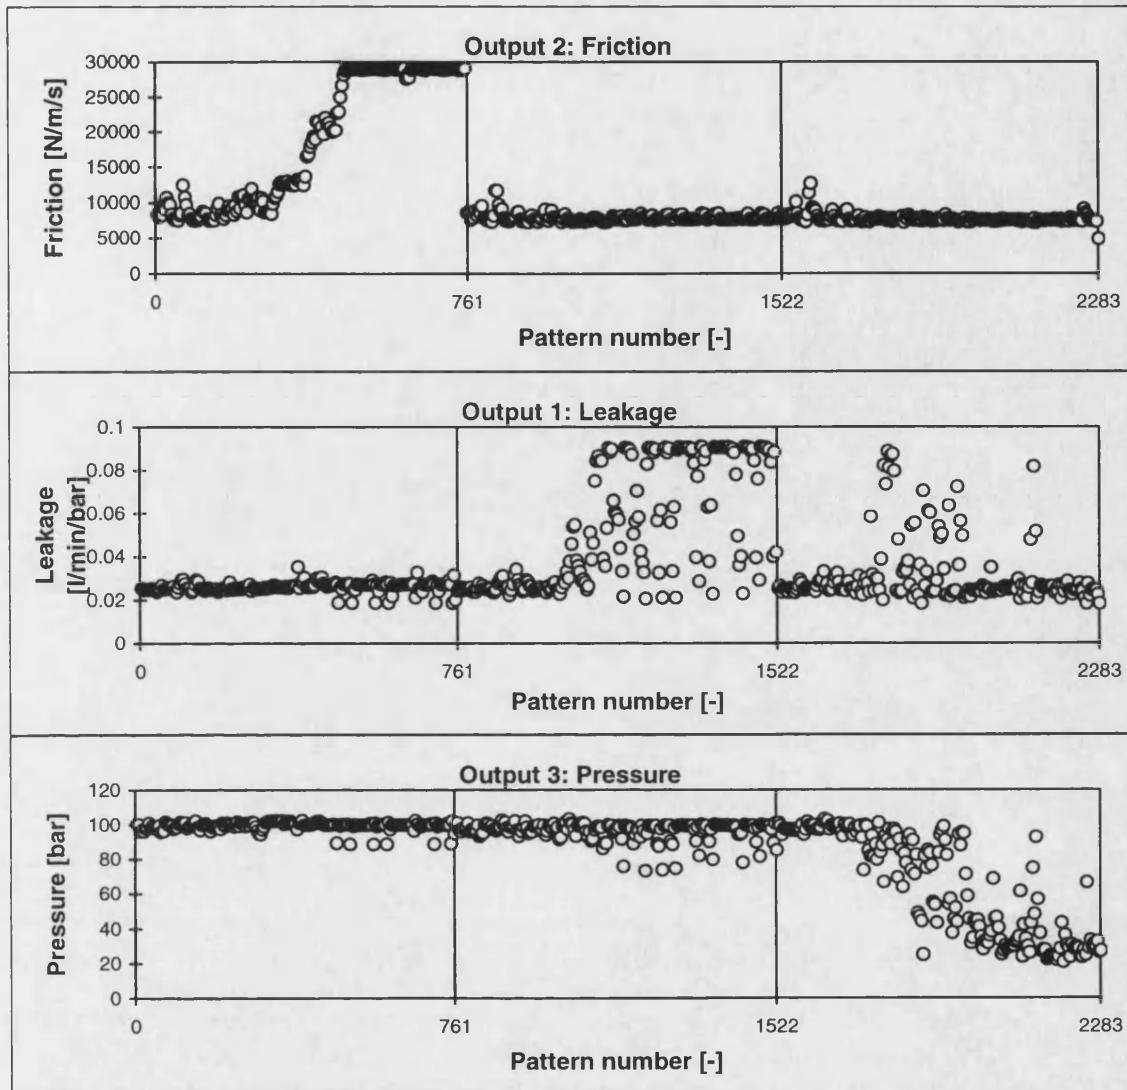 Output 2: Friction
Friction [N/m/s]
30000
25000
20000
15000
10000
5000
0
0 761 1522 2283
Pattern number [-]
Output 1: Leakage
Leakage
[l/min/bar]
0.1
0.08
0.06
0.04
0.02
0
0 761 1522 2283
Pattern number [-]
Output 3: Pressure
Pressure [bar]
120
100
80
60
40
20
0
0 761 1522 2283
Pattern number [-]